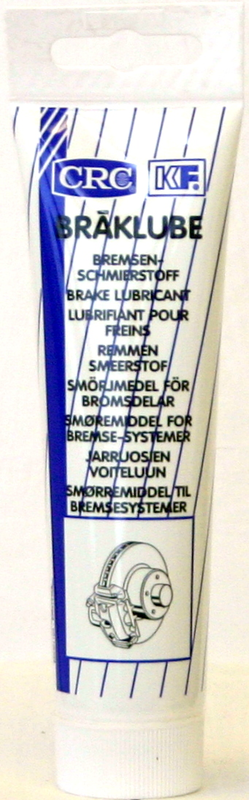 CRC KF.
BRÄKLUBE
BREMSEN-
SCHMIERSTOFF
BRAKE LUBRICANT
LUBRIFIANT POUR
FREINS
REMMEN
SMEERSTOF
SMÖRJMEDEL FÖR
BROMSDELAR
SMØREMIDDEL FOR
BREMSE-SYSTEMER
JARRUOSIEN
VOITELUUN
SMØRREMIDDEL TIL
BREMSESYSTEMER